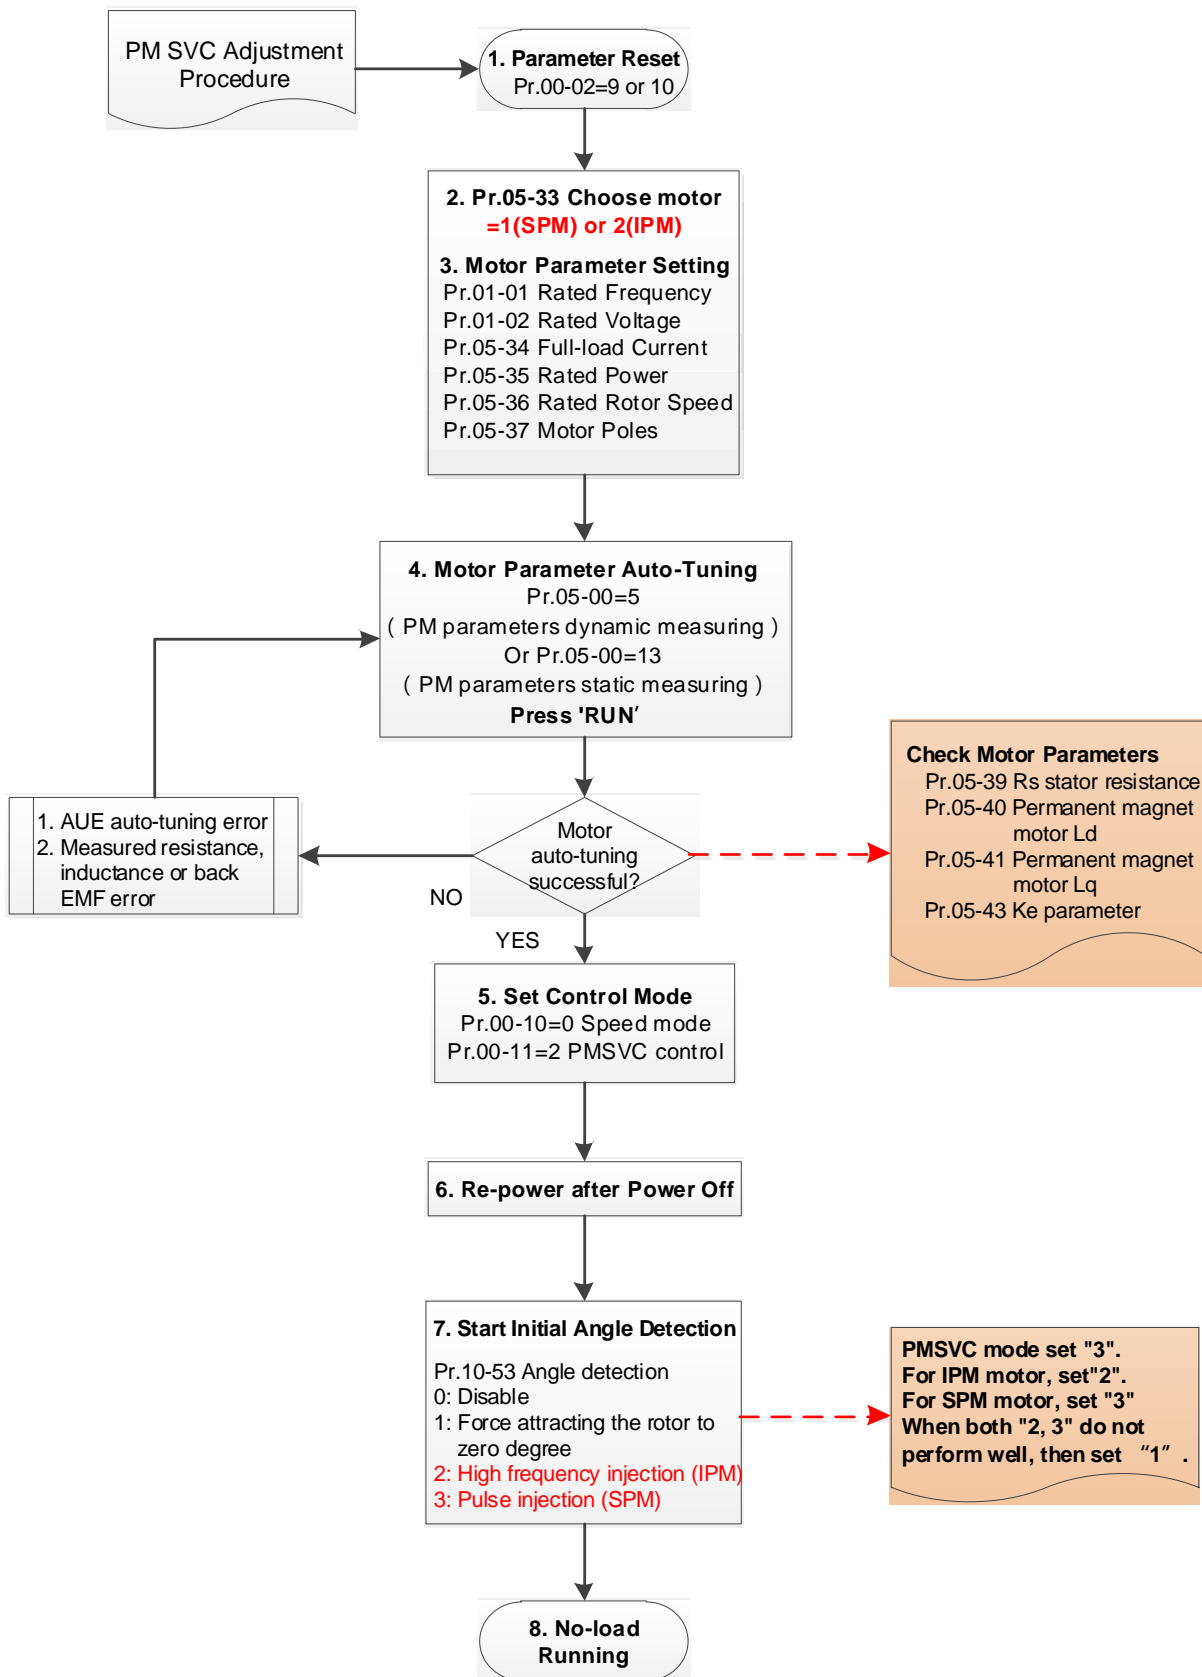 PM SVC Adjustment
Procedure
1. Parameter Reset
Pr.00-02=9 or 10
2. Pr.05-33 Choose motor
=1(SPM) or 2(IPM)
3. Motor Parameter Setting
Pr.01-01 Rated Frequency
Pr.01-02 Rated Voltage
Pr.05-34 Full-load Current
Pr.05-35 Rated Power
Pr.05-36 Rated Rotor Speed
Pr.05-37 Motor Poles
4. Motor Parameter Auto-Tuning
Pr.05-00=5
( PM parameters dynamic measuring )
Or Pr.05-00=13
( PM parameters static measuring )
Press 'RUN’
Motor
auto-tuning
successful?
NO
YES
1. AUE auto-tuning error
2. Measured resistance,
inductance or back
EMF error
Check Motor Parameters
Pr.05-39 Rs stator resistance
Pr.05-40 Permanent magnet
motor Ld
Pr.05-41 Permanent magnet
motor Lq
Pr.05-43 Ke parameter
5. Set Control Mode
Pr.00-10=0 Speed mode
Pr.00-11=2 PMSVC control
6. Re-power after Power Off
7. Start Initial Angle Detection
Pr.10-53 Angle detection
0: Disable
1: Force attracting the rotor to
zero degree
2: High frequency injection (IPM)
3: Pulse injection (SPM)
PMSVC mode set "3".
For IPM motor, set"2".
For SPM motor, set "3"
When both "2, 3" do not
perform well, then set “1” .
8. No-load
Running